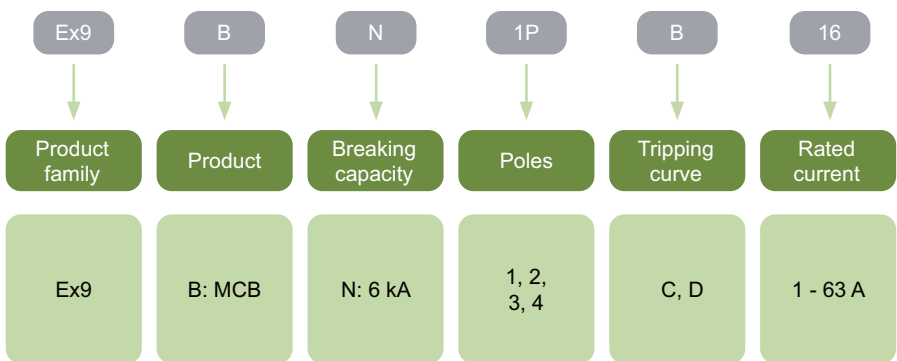 Ex9 B N 1P B 16
Product family
Product
Breaking capacity
Poles
Tripping curve
Rated current
Ex9
B: MCB
N: 6 kA
1, 2,
3, 4
C, D
1 - 63 A